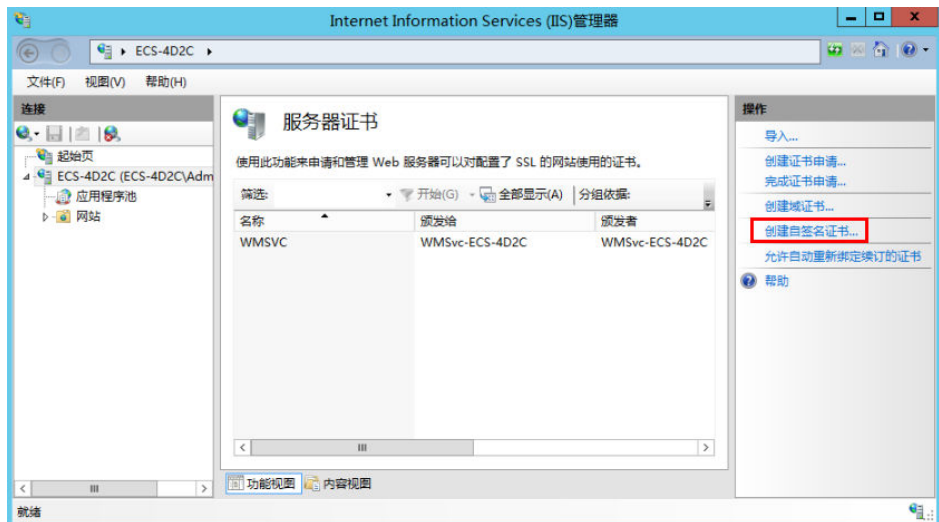 Internet Information Services (IIS)管理器
ECS-4D2C
文件(F) 视图(V) 帮助(H)
连接
起始页
ECS-4D2C (ECS-4D2C\Adm
应用程序池
网站
服务器证书
使用此功能来申请和管理 Web 服务器可以对配置了 SSL 的网站使用的证书。
筛选: 开始(G) 全部显示(A) 分组依据:
名称 颁发给 颁发者
WMSVC WMSvc-ECS-4D2C WMSvc-ECS-4D2C
功能视图 内容视图
操作
导入...
创建证书申请...
完成证书申请...
创建域证书...
创建自签名证书...
允许自动重新绑定续订的证书
帮助
就绪